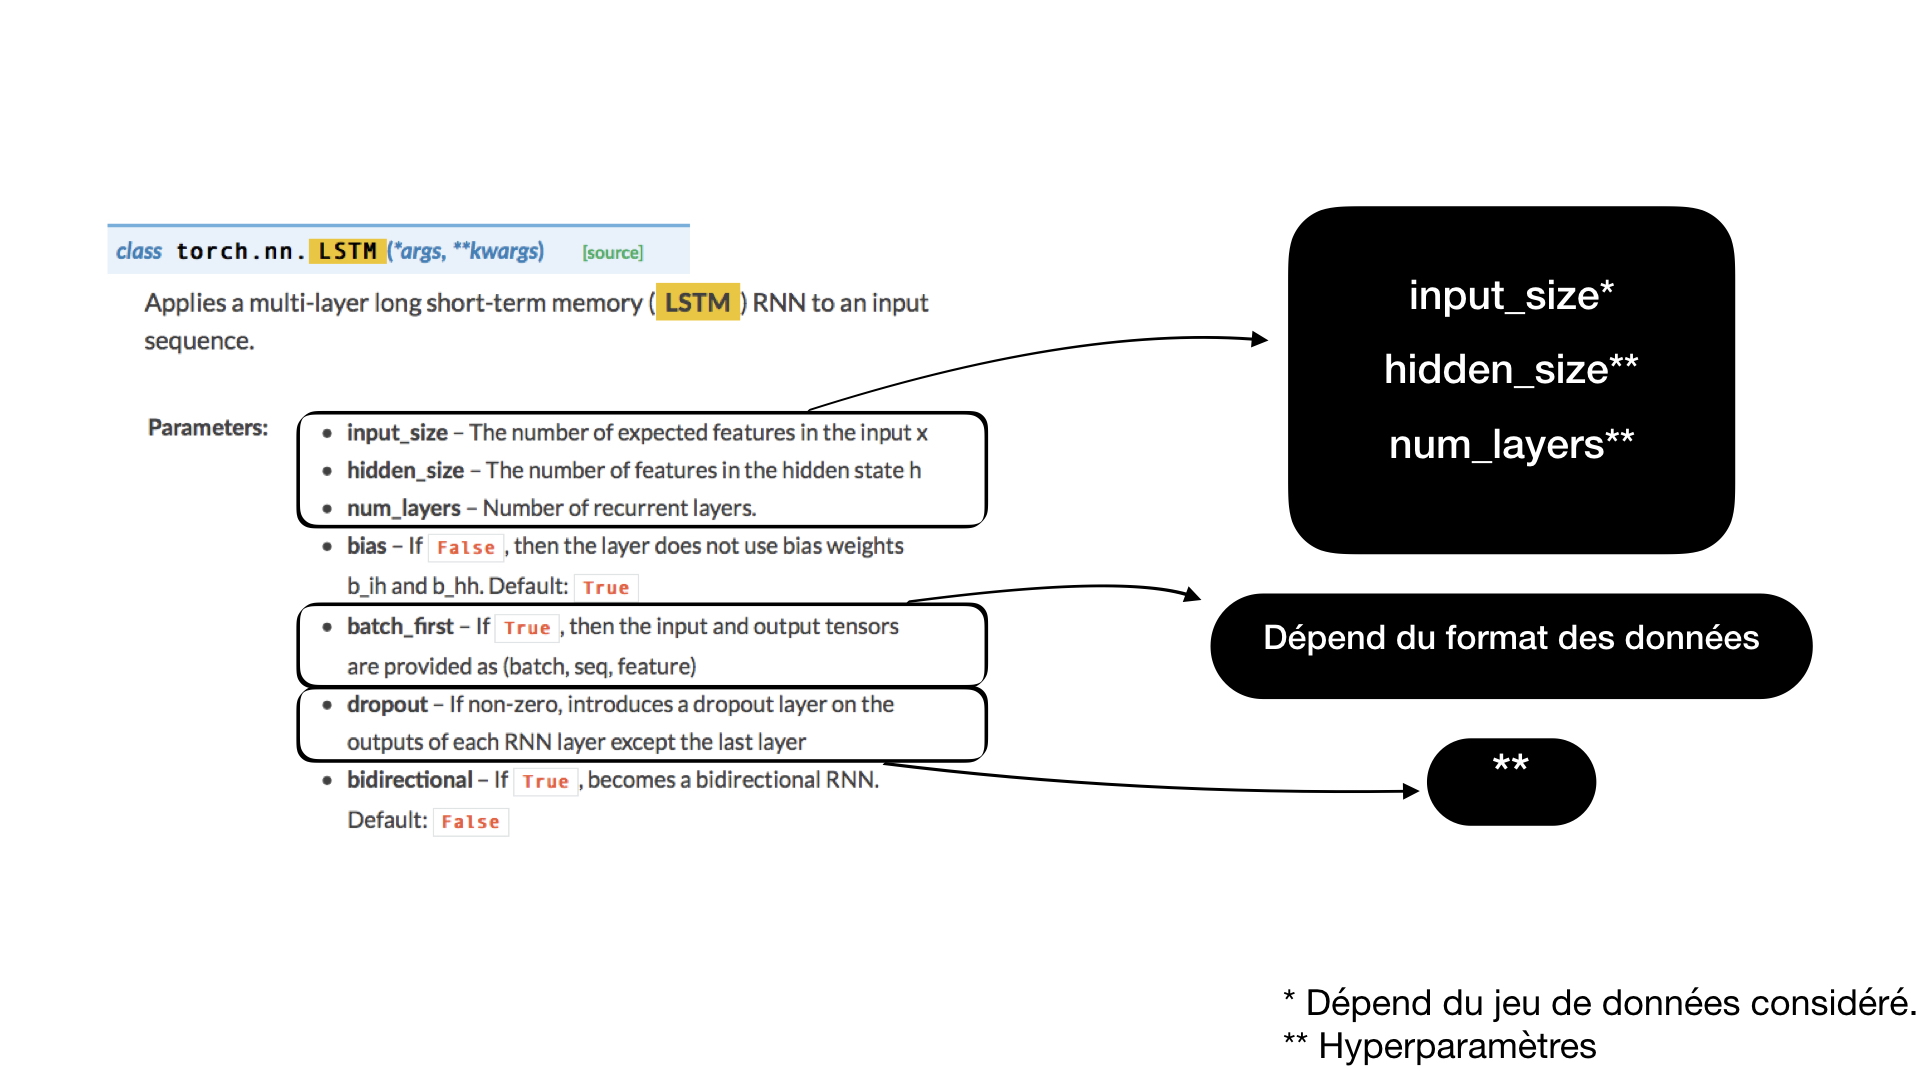 class torch.nn.LSTM(*args, **kwargs) [source]
Applies a multi-layer long short-term memory (LSTM) RNN to an input
sequence.
Parameters:
• input_size – The number of expected features in the input x
• hidden_size – The number of features in the hidden state h
• num_layers – Number of recurrent layers.
• bias – If False, then the layer does not use bias weights
b_ih and b_hh. Default: True
• batch_first – If True, then the input and output tensors
are provided as (batch, seq, feature)
• dropout – If non-zero, introduces a dropout layer on the
outputs of each RNN layer except the last layer
• bidirectional – If True, becomes a bidirectional RNN.
Default: False
input_size*
hidden_size**
num_layers**
Dépend du format des données
**
* Dépend du jeu de données considéré.
** Hyperparamètres